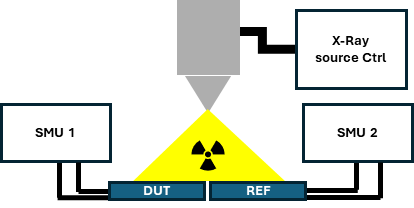 X-Ray
source Ctrl
SMU 1
SMU 2
DUT
REF